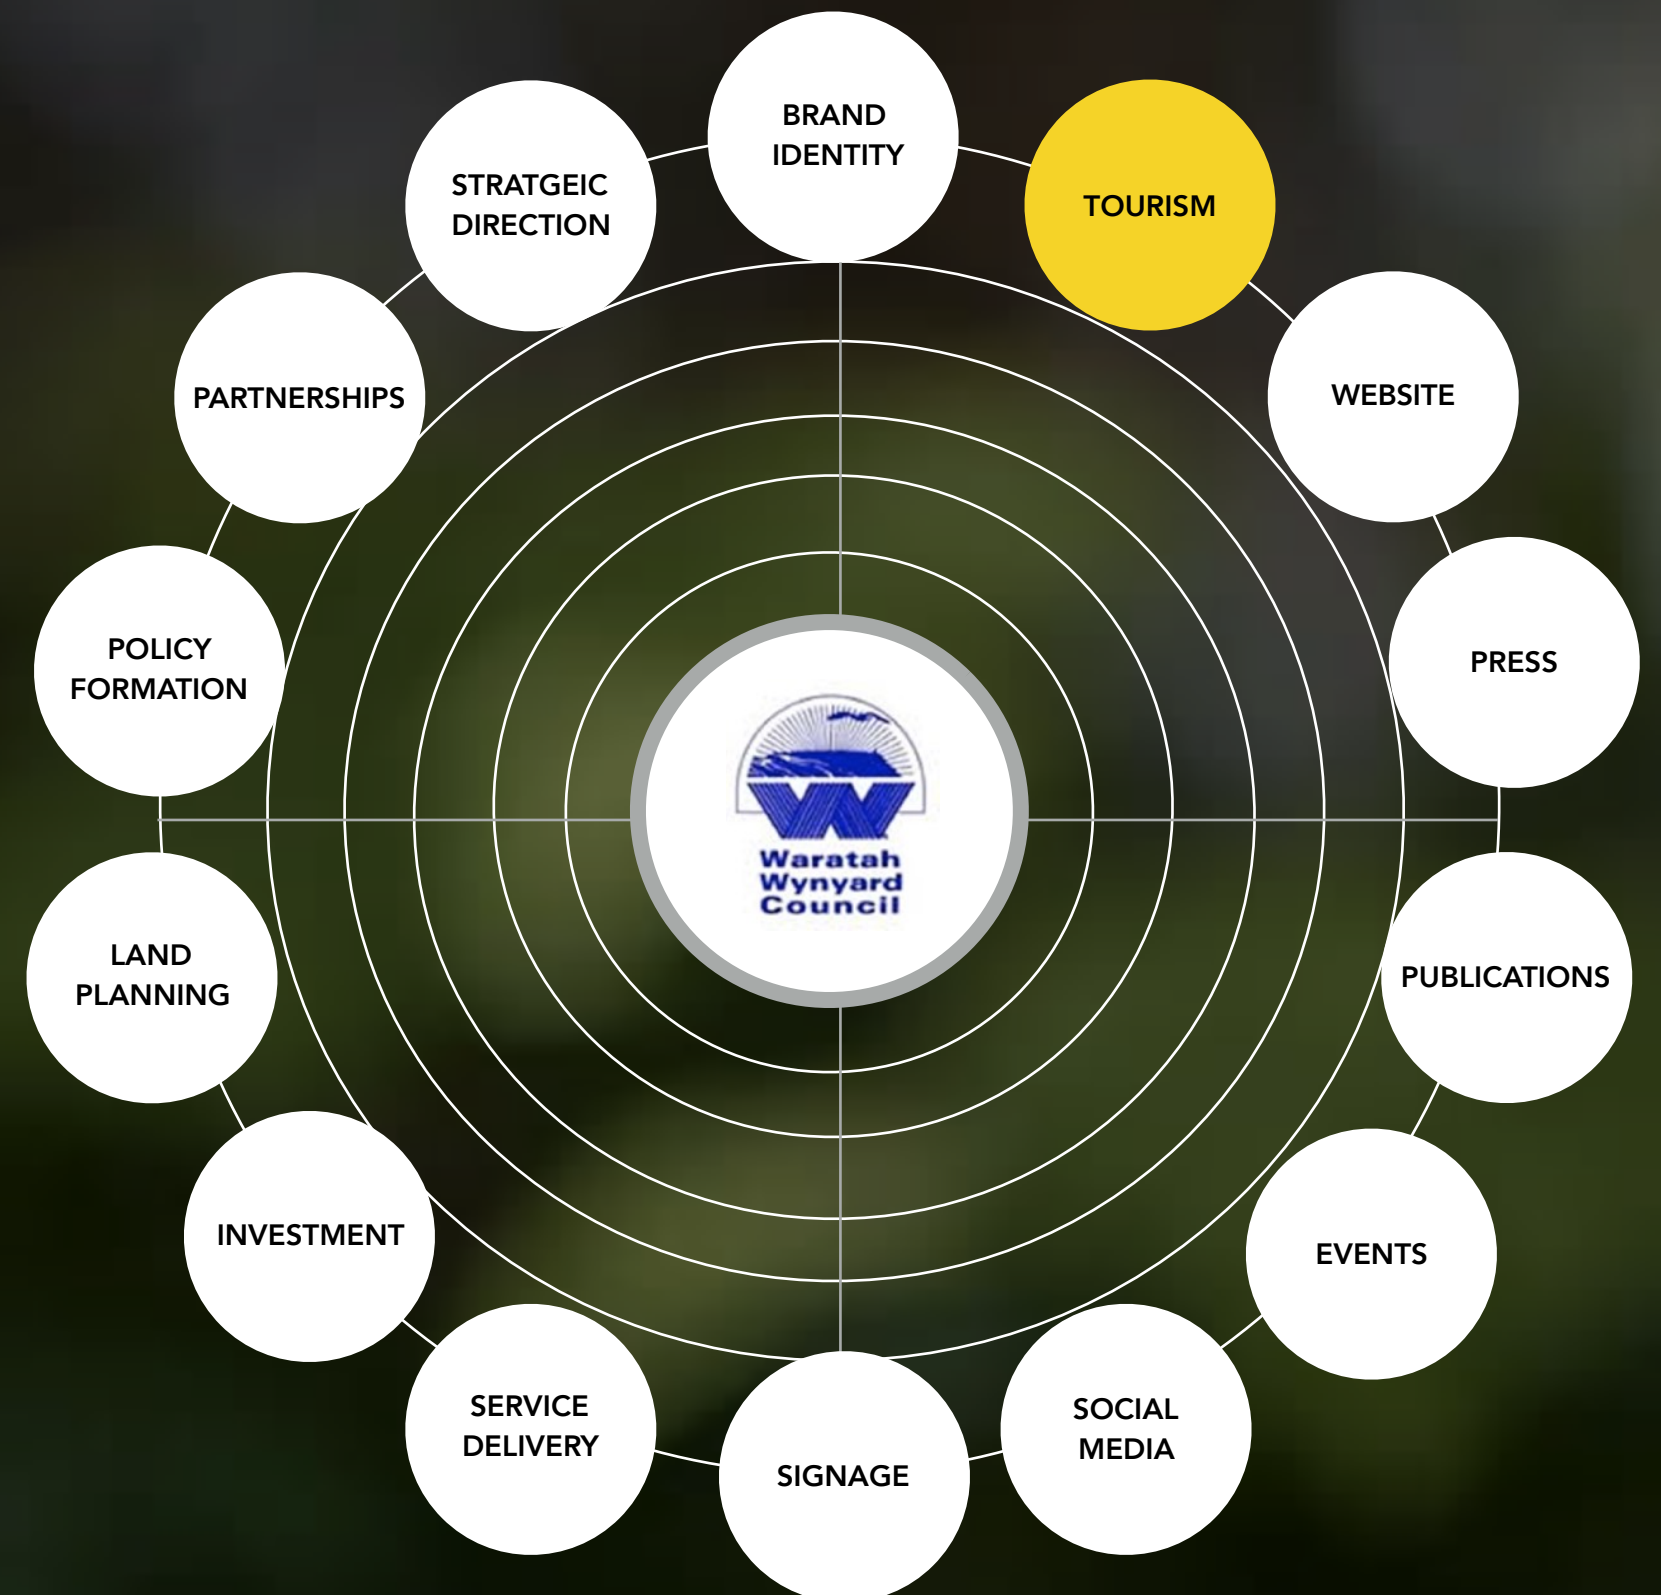 BRAND
IDENTITY
TOURISM
WEBSITE
PRESS
PUBLICATIONS
EVENTS
SOCIAL
MEDIA
SIGNAGE
SERVICE
DELIVERY
INVESTMENT
LAND
PLANNING
POLICY
FORMATION
PARTNERSHIPS
STRATGEIC
DIRECTION
Waratah
Wynyard
Council